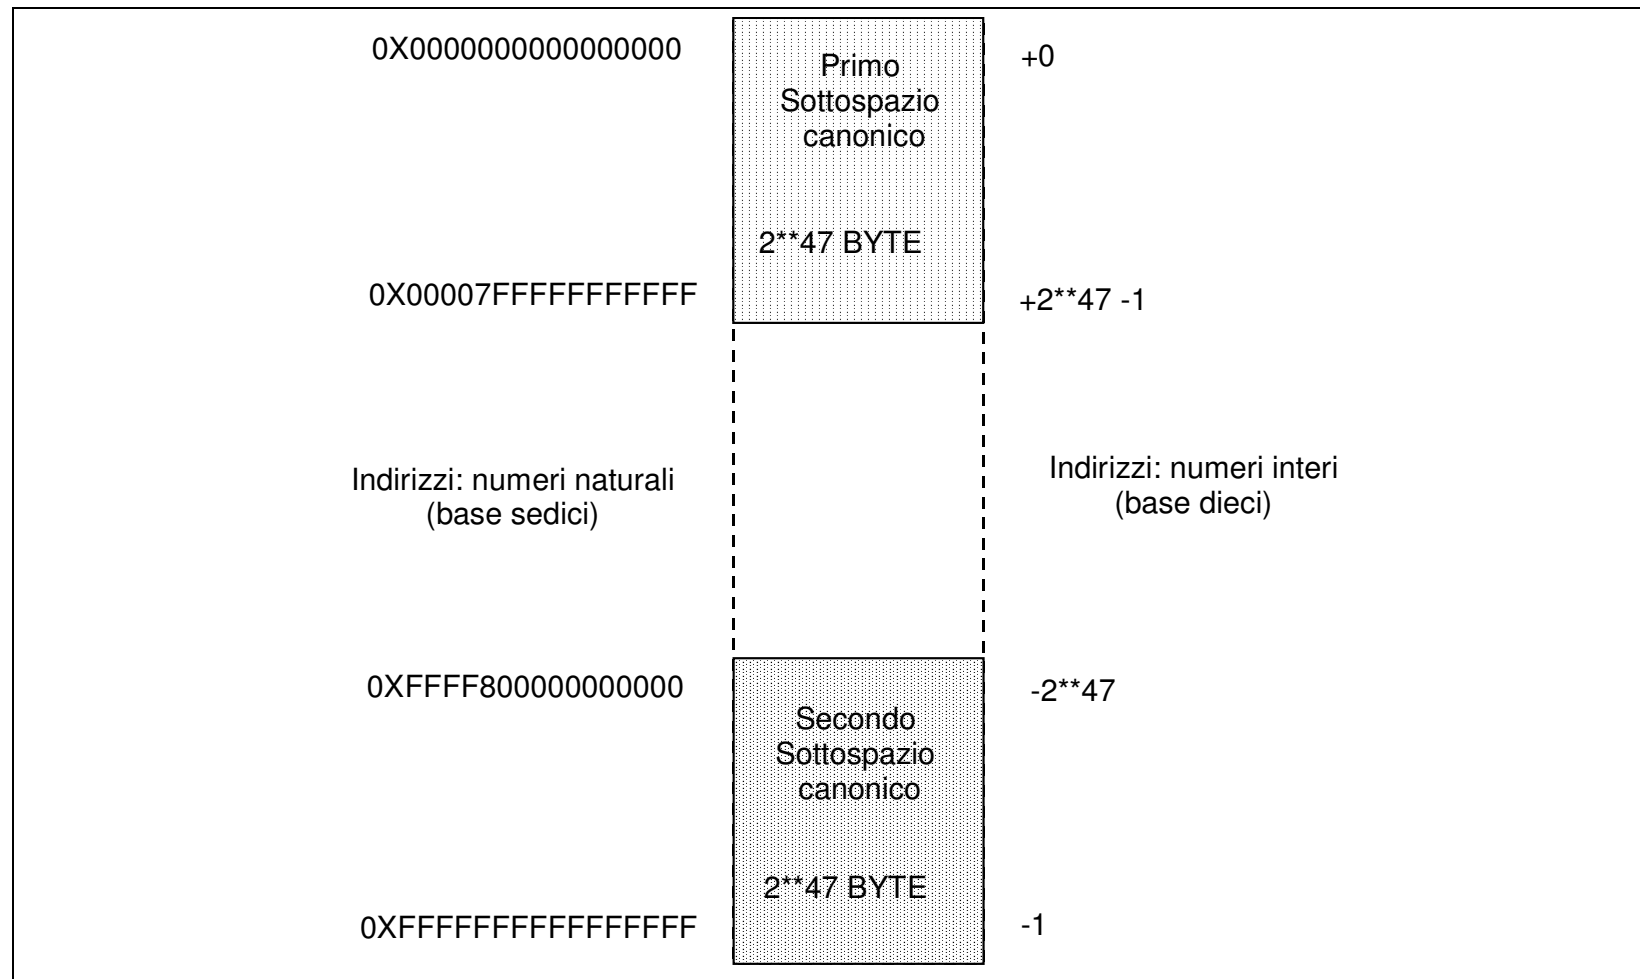 0X0000000000000000
Primo
Sottospazio
canonico
+0
2**47 BYTE
0X00007FFFFFFFFFFF
+2**47 -1
Indirizzi: numeri naturali
(base sedici)
Indirizzi: numeri interi
(base dieci)
0XFFFF800000000000
-2**47
Secondo
Sottospazio
canonico
2**47 BYTE
0XFFFFFFFFFFFFFFFF
-1